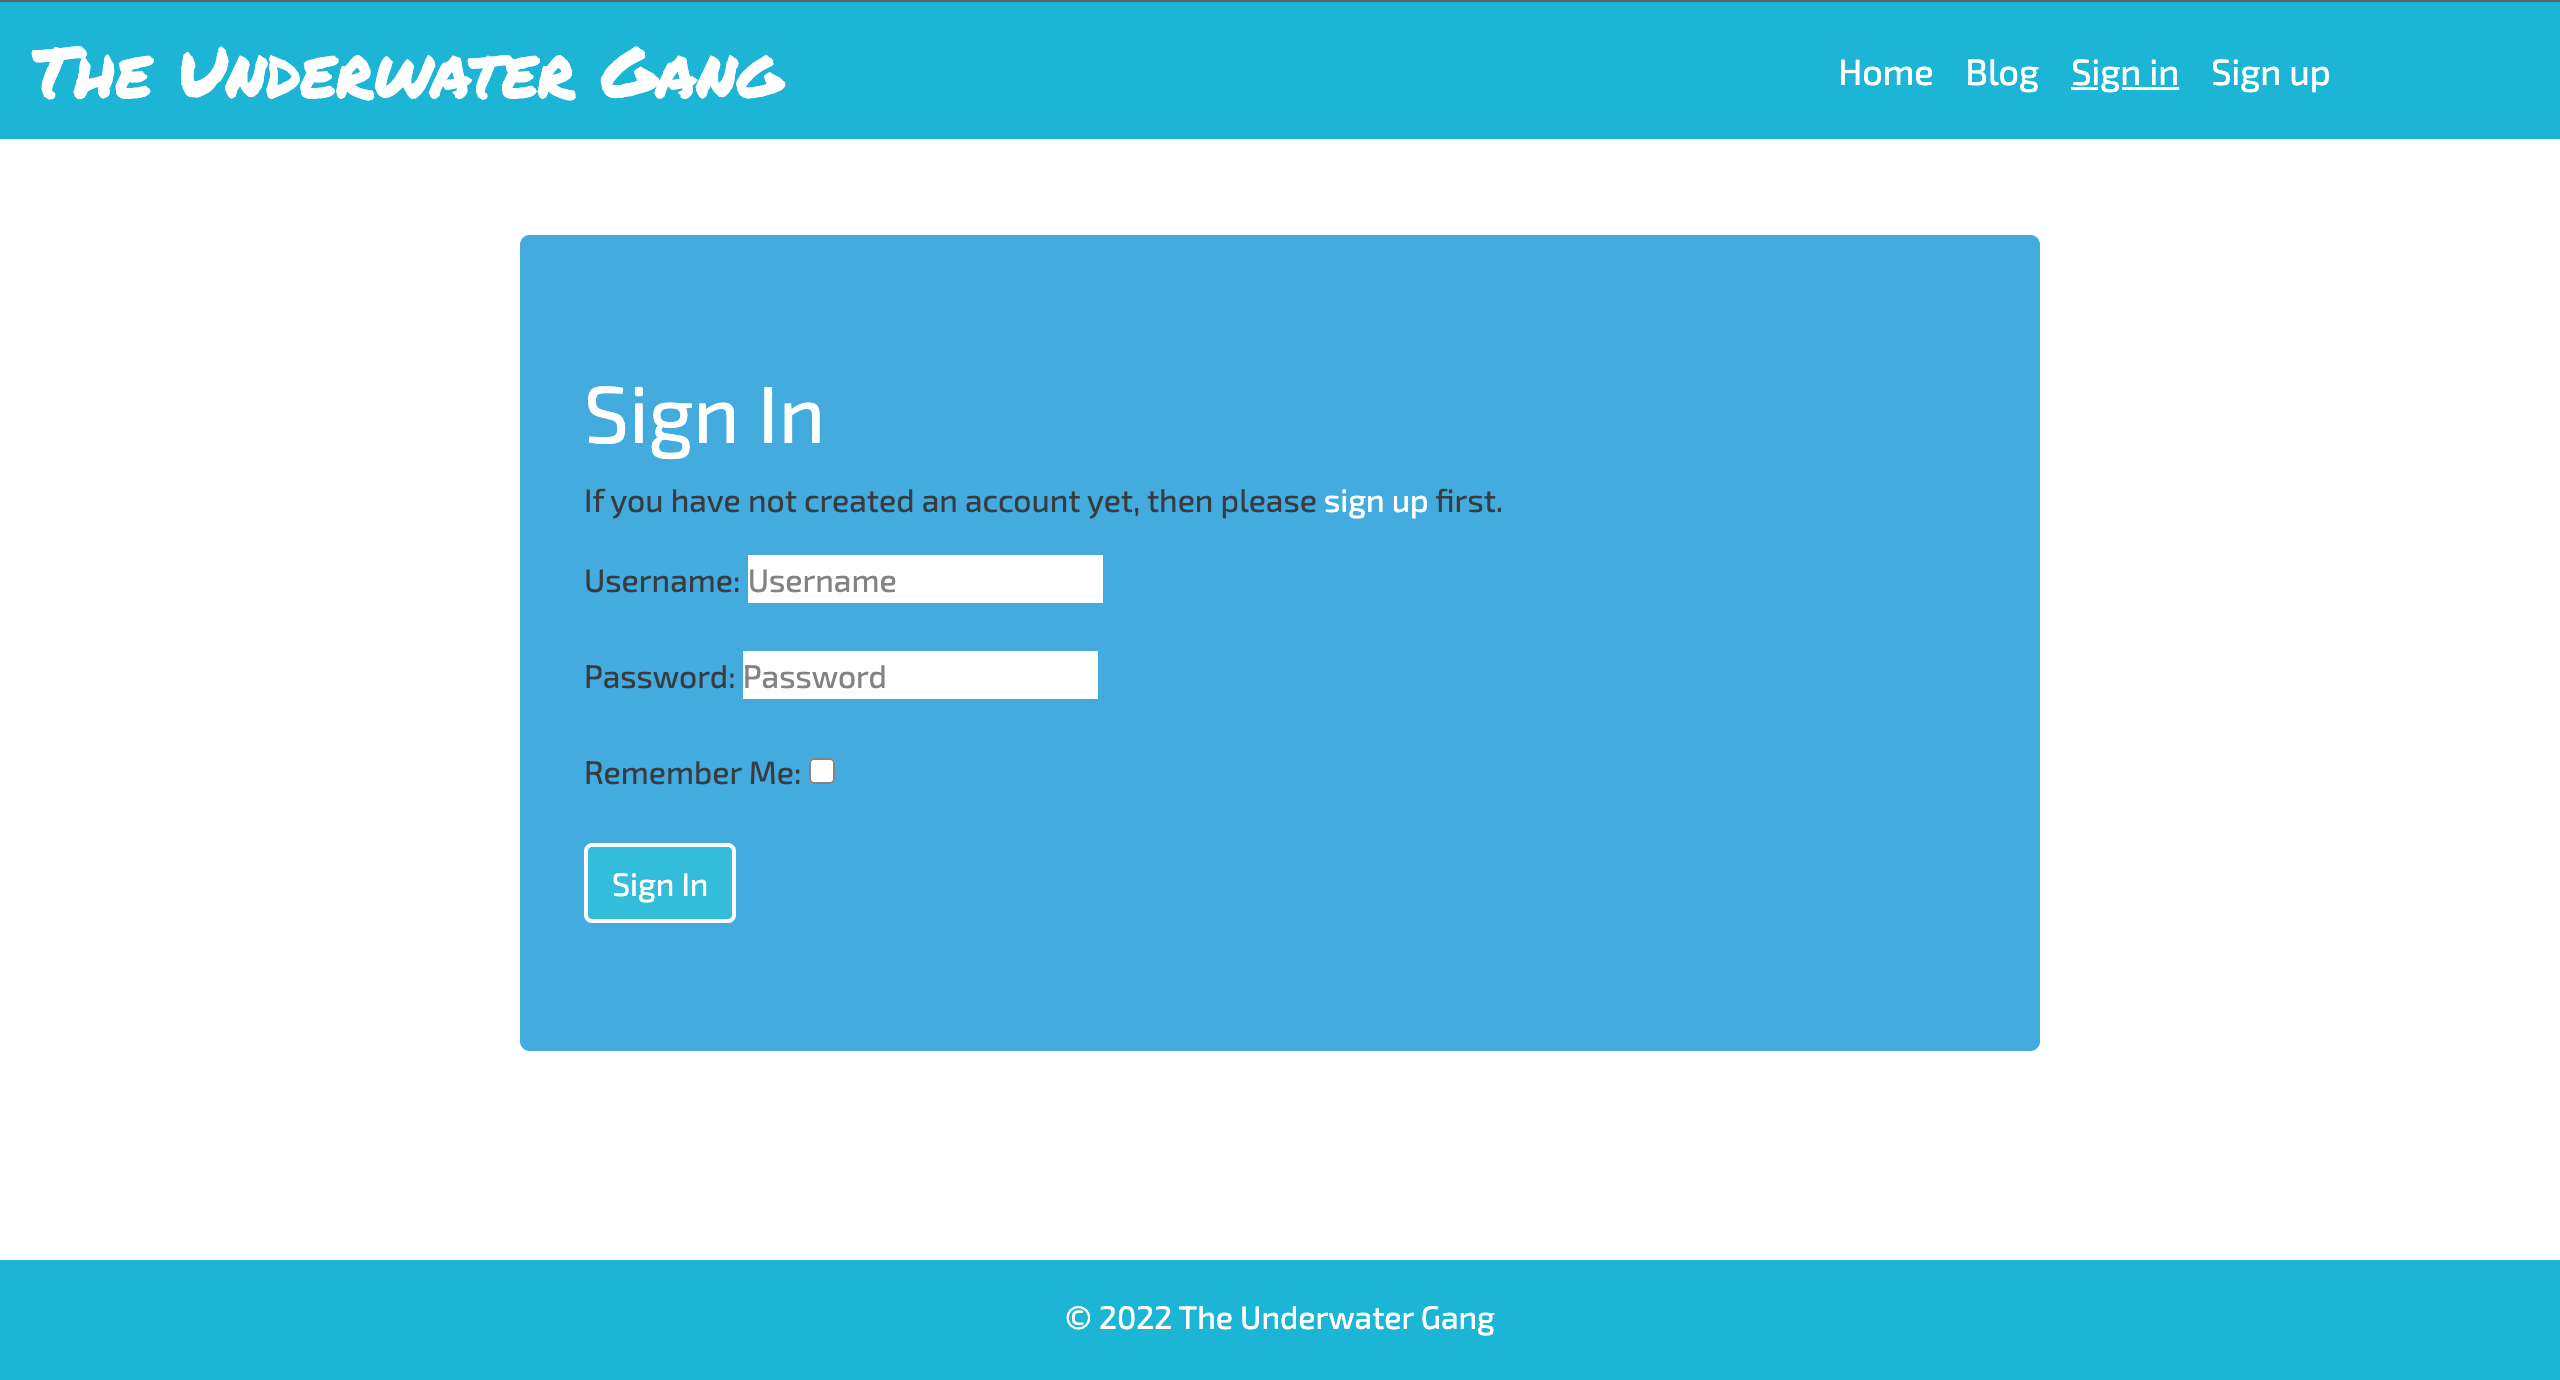 The Underwater Gang
Home Blog Sign in Sign up
Sign In
If you have not created an account yet, then please sign up first.
Username: Username
Password: Password
Remember Me:
Sign In
© 2022 The Underwater Gang